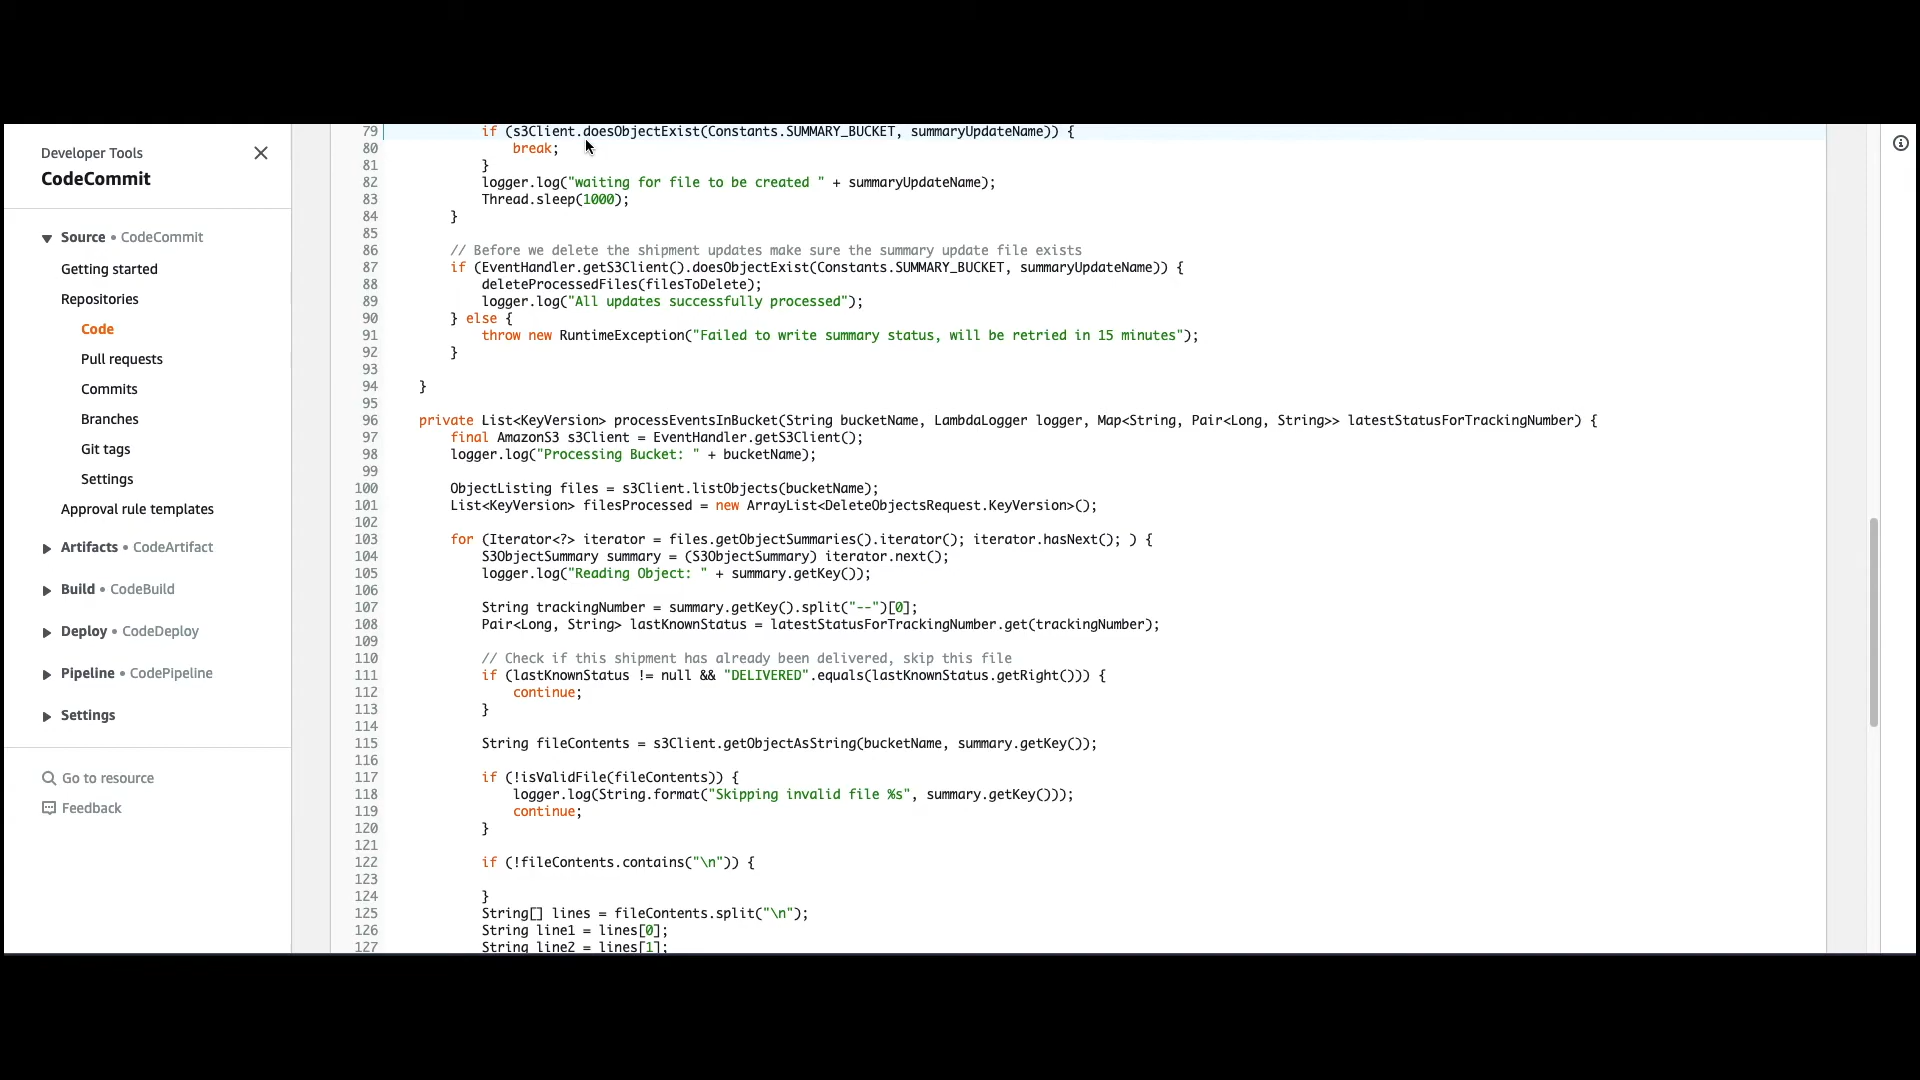 Developer Tools
CodeCommit
Source • CodeCommit
Getting started
Repositories
Code
Pull requests
Commits
Branches
Git tags
Settings
Approval rule templates
Artifacts • CodeArtifact
Build • CodeBuild
Deploy • CodeDeploy
Pipeline • CodePipeline
Settings
Go to resource
Feedback
79 if (s3Client.doesObjectExist(Constants.SUMMARY_BUCKET, summaryUpdateName)) {
80 break;
81 }
82 logger.log("waiting for file to be created " + summaryUpdateName);
83 Thread.sleep(1000);
84 }
85
86 // Before we delete the shipment updates make sure the summary update file exists
87 if (EventHandler.getS3Client().doesObjectExist(Constants.SUMMARY_BUCKET, summaryUpdateName)) {
88 deleteProcessedFiles(filesToDelete);
89 logger.log("All updates successfully processed");
90 } else {
91 throw new RuntimeException("Failed to write summary status, will be retried in 15 minutes");
92 }
93
94 }
95
96 private List<KeyVersion> processEventsInBucket(String bucketName, LambdaLogger logger, Map<String, Pair<Long, String>> latestStatusForTrackingNumber) {
97 final AmazonS3 s3Client = EventHandler.getS3Client();
98 logger.log("Processing Bucket: " + bucketName);
99
100 ObjectListing files = s3Client.listObjects(bucketName);
101 List<KeyVersion> filesProcessed = new ArrayList<DeleteObjectsRequest.KeyVersion>();
102
103 for (Iterator<?> iterator = files.getObjectSummaries().iterator(); iterator.hasNext(); ) {
104 S3ObjectSummary summary = (S3ObjectSummary) iterator.next();
105 logger.log("Reading Object: " + summary.getKey());
106
107 String trackingNumber = summary.getKey().split("--")[0];
108 Pair<Long, String> lastKnownStatus = latestStatusForTrackingNumber.get(trackingNumber);
109
110 // Check if this shipment has already been delivered, skip this file
111 if (lastKnownStatus != null && "DELIVERED".equals(lastKnownStatus.getRight())) {
112 continue;
113 }
114
115 String fileContents = s3Client.getObjectAsString(bucketName, summary.getKey());
116
117 if (!isValidFile(fileContents)) {
118 logger.log(String.format("Skipping invalid file %s", summary.getKey()));
119 continue;
120 }
121
122 if (!fileContents.contains("\n")) {
123
124 }
125 String[] lines = fileContents.split("\n");
126 String line1 = lines[0];
127 String line2 = lines[1];